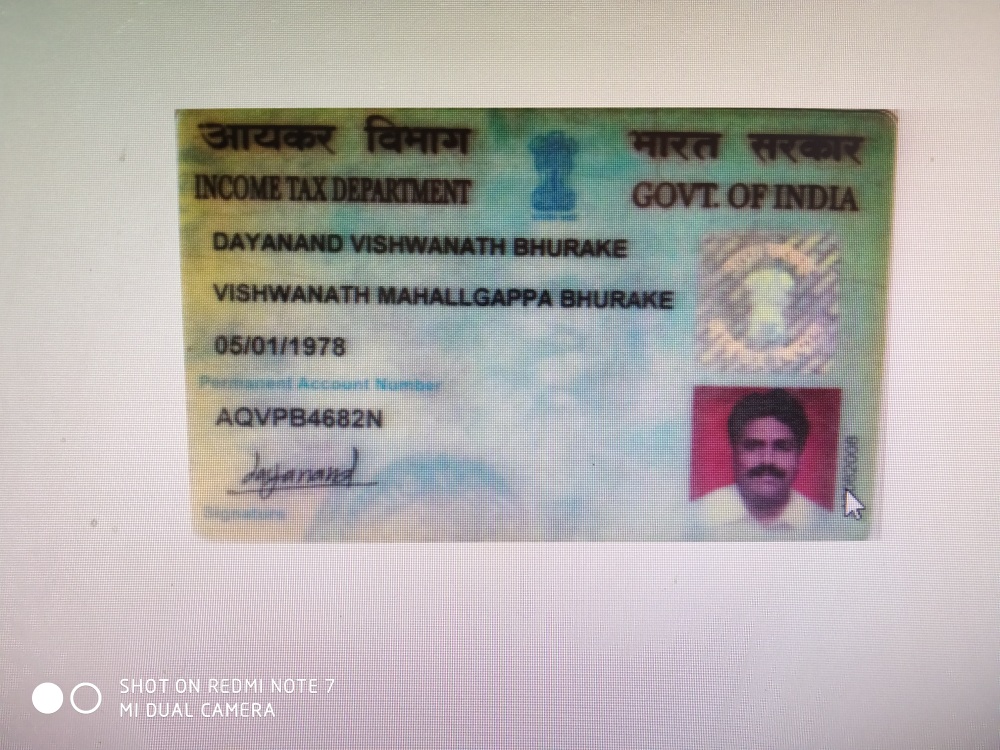 आयकर विभाग
भारत सरकार
INCOME TAX DEPARTMENT
GOVT. OF INDIA
DAYANAND VISHWANATH BHURAKE
VISHWANATH MAHALLGAPPA BHURAKE
05/01/1978
Permanent Account Number
AQVPB4682N
dayanand
Signature
SHOT ON REDMI NOTE 7
MI DUAL CAMERA